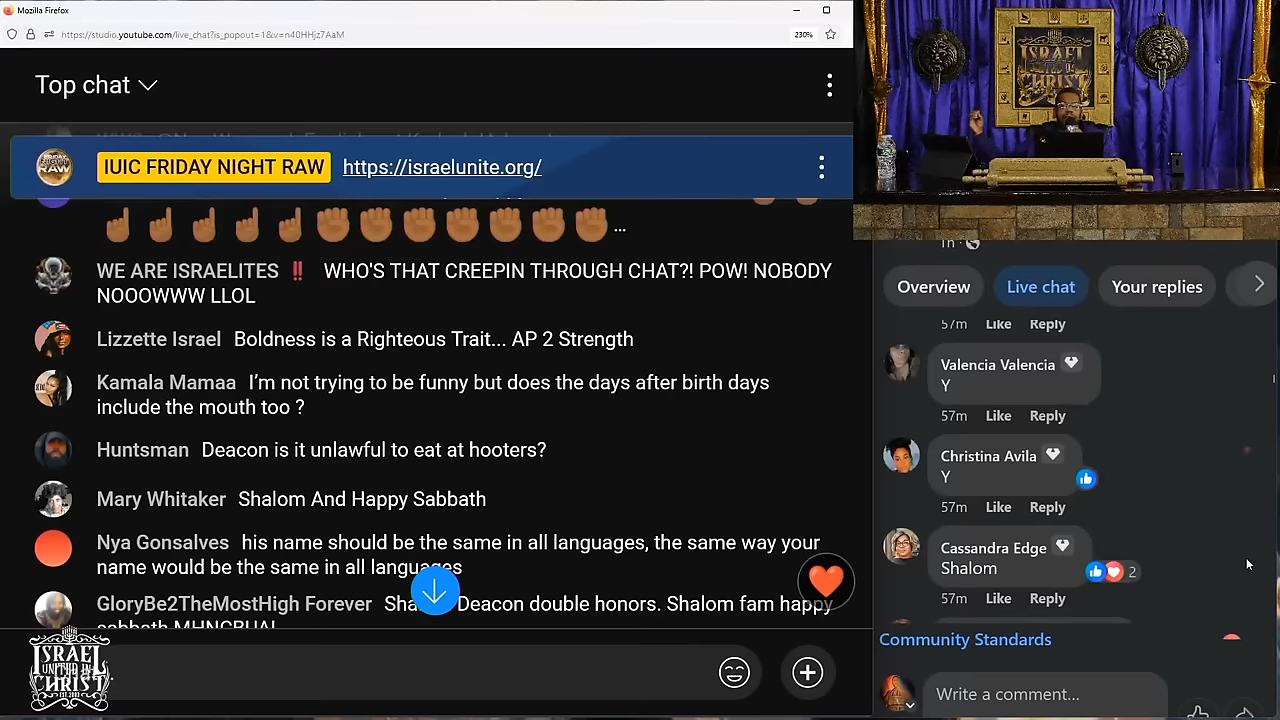 Mozilla Firefox
https://studio.youtube.com/live_chat?is_popout=1&v=n40HHjz7AaM
230%
Top chat
IUIC FRIDAY NIGHT RAW https://israelunite.org/
...
WE ARE ISRAELITES ‼ WHO'S THAT CREEPIN THROUGH CHAT?! POW! NOBODY
NOOOWWW LLOL
Lizzette Israel Boldness is a Righteous Trait... AP 2 Strength
Kamala Mamaa I’m not trying to be funny but does the days after birth days
include the mouth too ?
Huntsman Deacon is it unlawful to eat at hooters?
Mary Whitaker Shalom And Happy Sabbath
Nya Gonsalves his name should be the same in all languages, the same way your
name would be the same in all languages
GloryBe2TheMostHigh Forever Sha Deacon double honors. Shalom fam happy
sabbath MHNCBUAI
ISRAEL
UNITED IN
CHRIST
EST. 2003
ISRAEL
UNITED IN
CHRIST
1h
Overview
Live chat
Your replies
57m Like Reply
Valencia Valencia
Y
57m Like Reply
Christina Avila
Y
57m Like Reply
Cassandra Edge
Shalom
2
57m Like Reply
Community Standards
Write a comment...